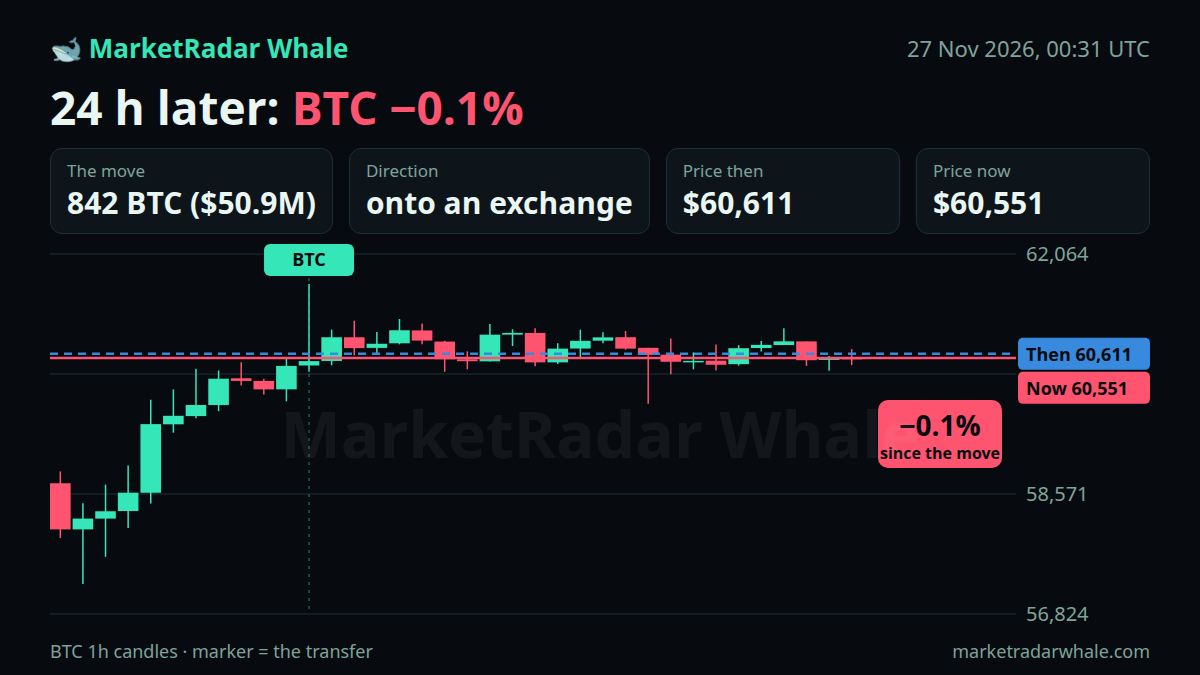 🐋 MarketRadar Whale
27 Nov 2026, 00:31 UTC
24 h later: BTC −0.1%
The move
842 BTC ($50.9M)
Direction
onto an exchange
Price then
$60,611
Price now
$60,551
BTC
62,064
Then 60,611
Now 60,551
MarketRadar Whale
−0.1%
since the move
58,571
56,824
BTC 1h candles · marker = the transfer
marketradarwhale.com